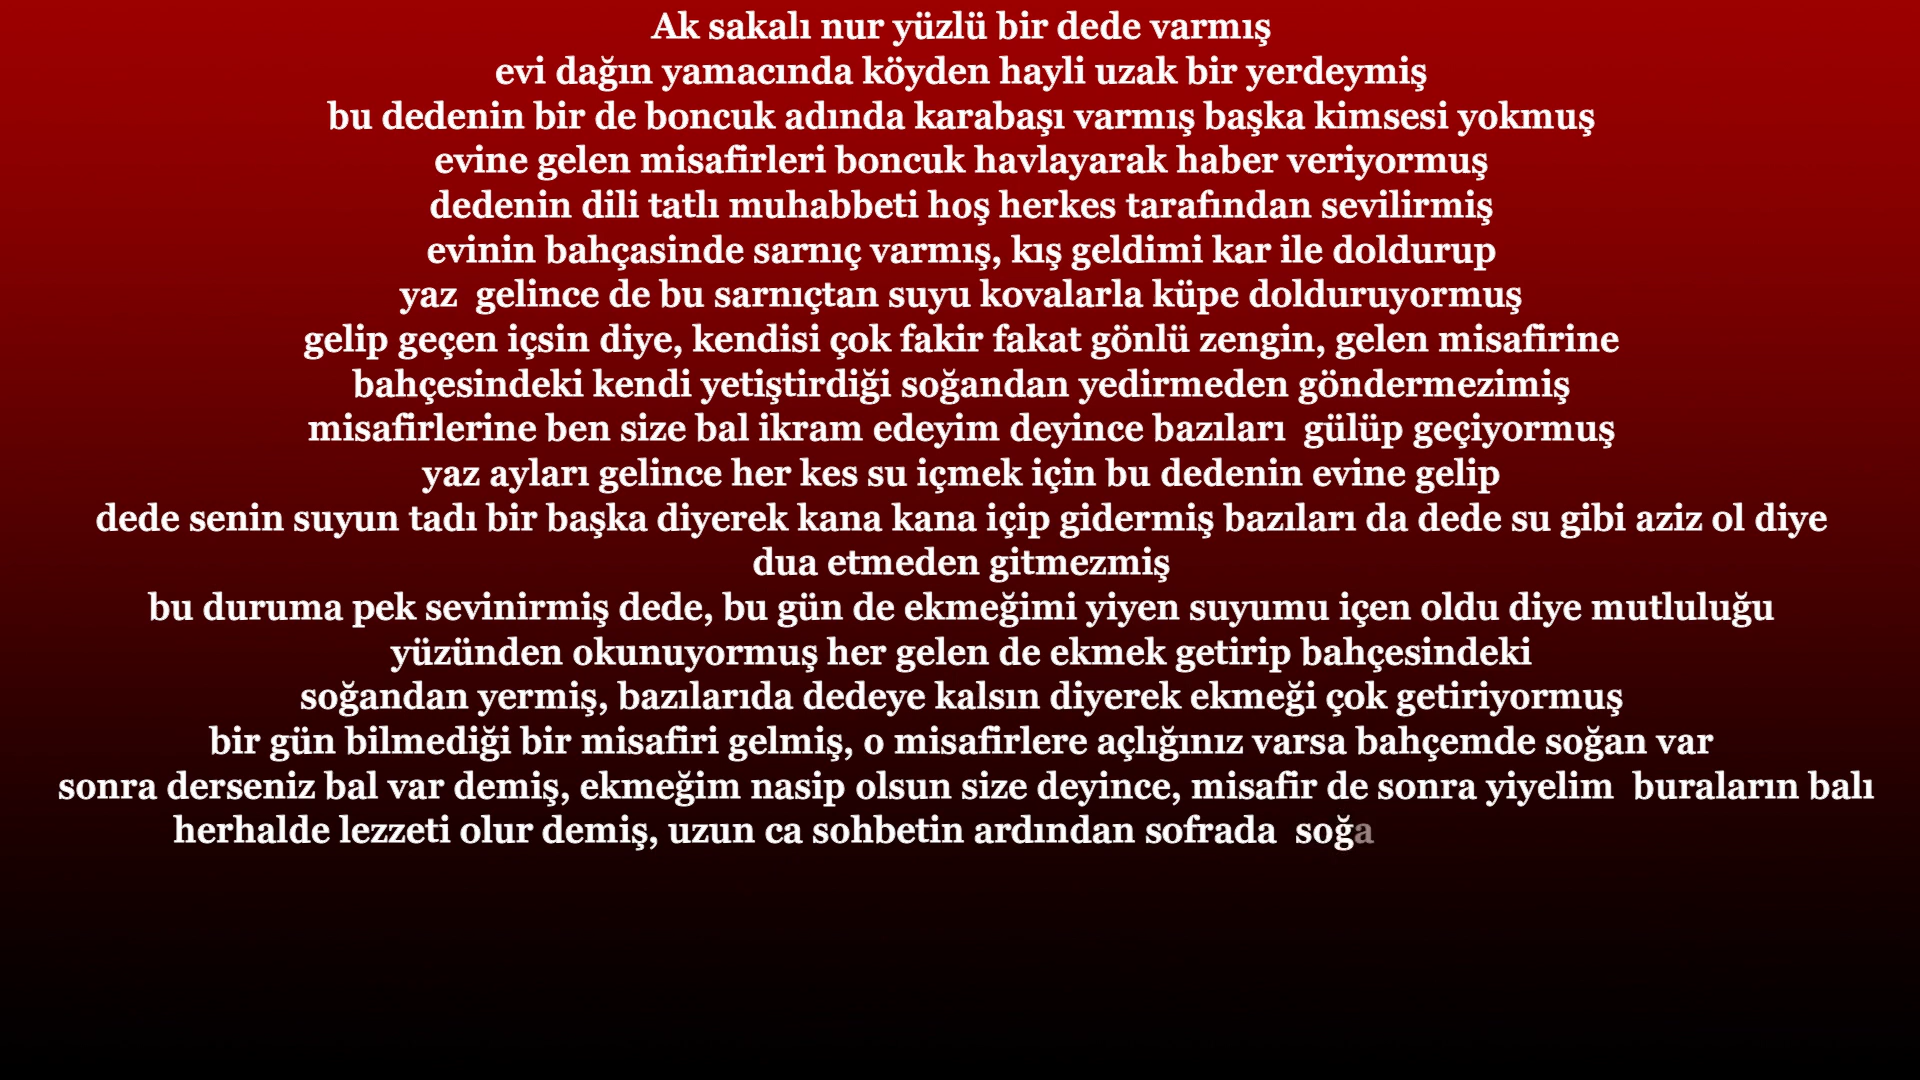 Ak sakalı nur yüzlü bir dede varmış
evi dağın yamacında köyden hayli uzak bir yerdeymiş
bu dedenin bir de boncuk adında karabaşı varmış başka kimsesi yokmuş
evine gelen misafirleri boncuk havlayarak haber veriyormuş
dedenin dili tatlı muhabbeti hoş herkes tarafından sevilirmiş
evinin bahçasinde sarnıç varmış, kış geldimi kar ile doldurup
yaz  gelince de bu sarnıçtan suyu kovalarla küpe dolduruyormuş
gelip geçen içsin diye, kendisi çok fakir fakat gönlü zengin, gelen misafirine
bahçesindeki kendi yetiştirdiği soğandan yedirmeden göndermezimiş
misafirlerine ben size bal ikram edeyim deyince bazıları  gülüp geçiyormuş
yaz ayları gelince her kes su içmek için bu dedenin evine gelip
dede senin suyun tadı bir başka diyerek kana kana içip gidermiş bazıları da dede su gibi aziz ol diye
dua etmeden gitmezmiş
bu duruma pek sevinirmiş dede, bu gün de ekmeğimi yiyen suyumu içen oldu diye mutluluğu
yüzünden okunuyormuş her gelen de ekmek getirip bahçesindeki
soğandan yermiş, bazılarıda dedeye kalsın diyerek ekmeği çok getiriyormuş
bir gün bilmediği bir misafiri gelmiş, o misafirlere açlığınız varsa bahçemde soğan var
sonra derseniz bal var demiş, ekmeğim nasip olsun size deyince, misafir de sonra yiyelim  buraların balı
herhalde lezzeti olur demiş, uzun ca sohbetin ardından sofrada  soğa